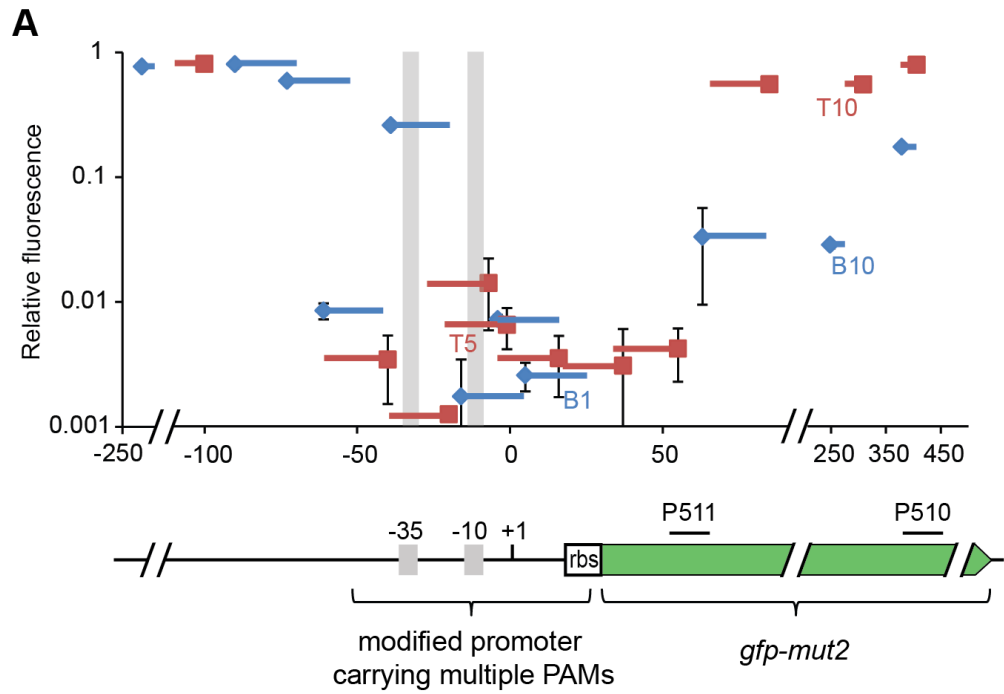 A
Relative fluorescence
1
0.1
0.01
0.001
T10
B10
T5
B1
-250 -100 -50 0 50 250 350 450
-35 -10 +1 P511 P510
rbs
modified promoter
carrying multiple PAMs
gfp-mut2